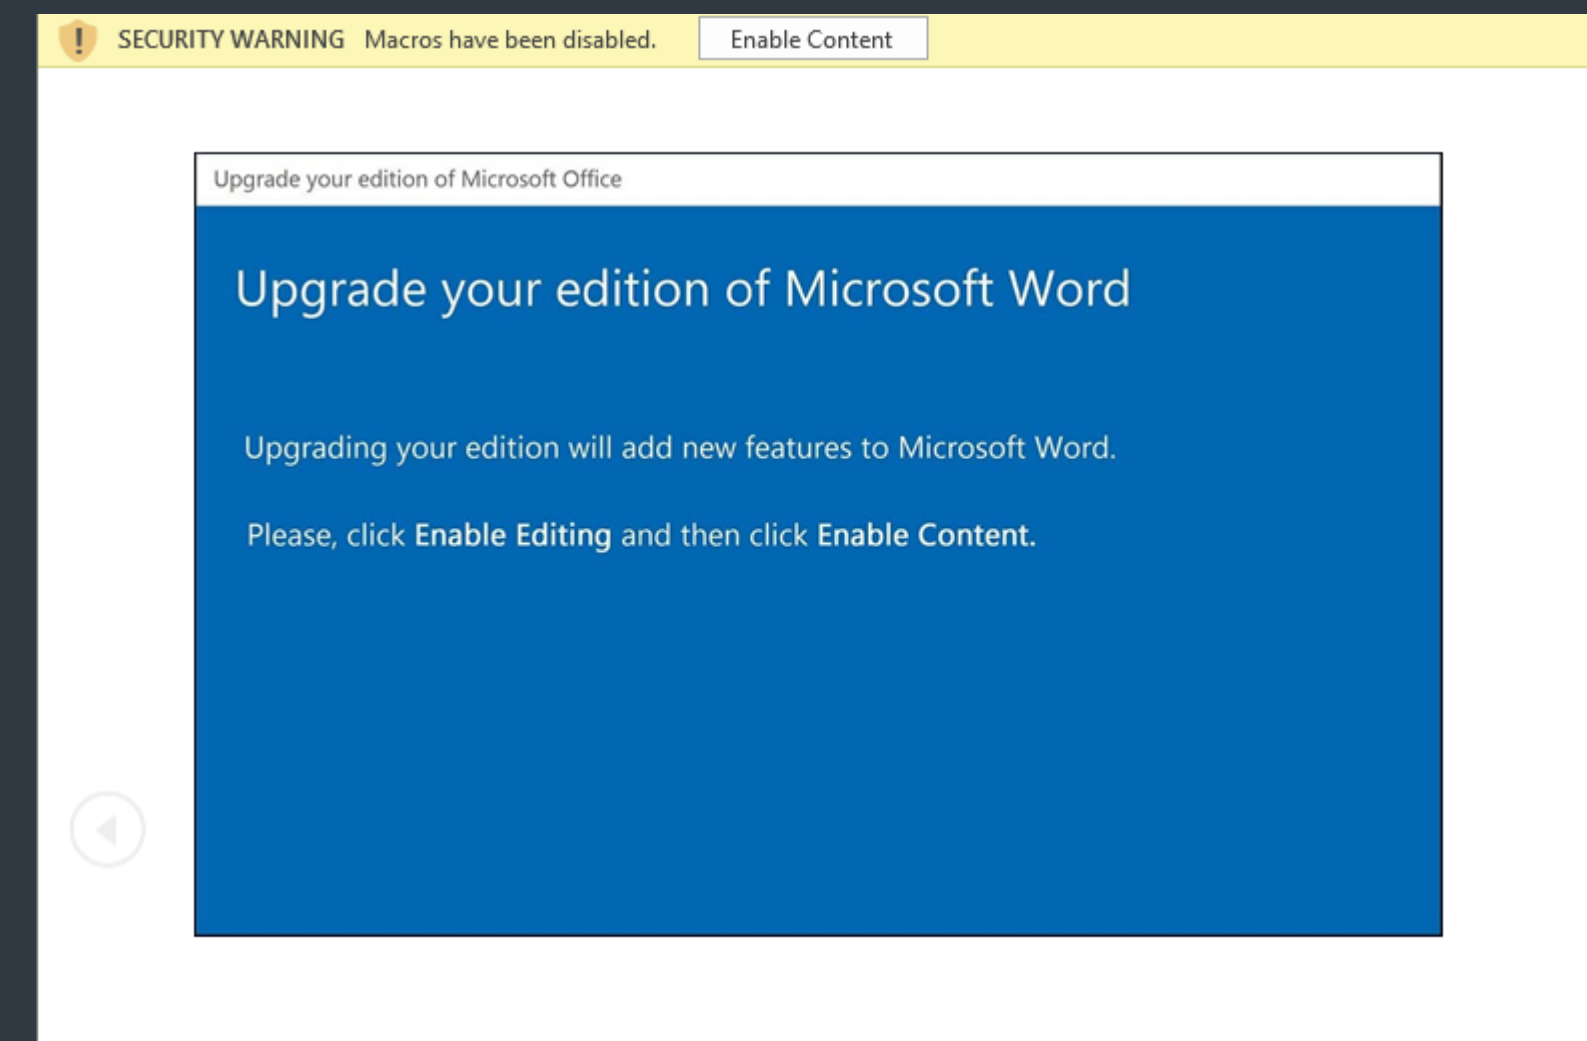 SECURITY WARNING Macros have been disabled. Enable Content
Upgrade your edition of Microsoft Office
Upgrade your edition of Microsoft Word
Upgrading your edition will add new features to Microsoft Word.
Please, click Enable Editing and then click Enable Content.